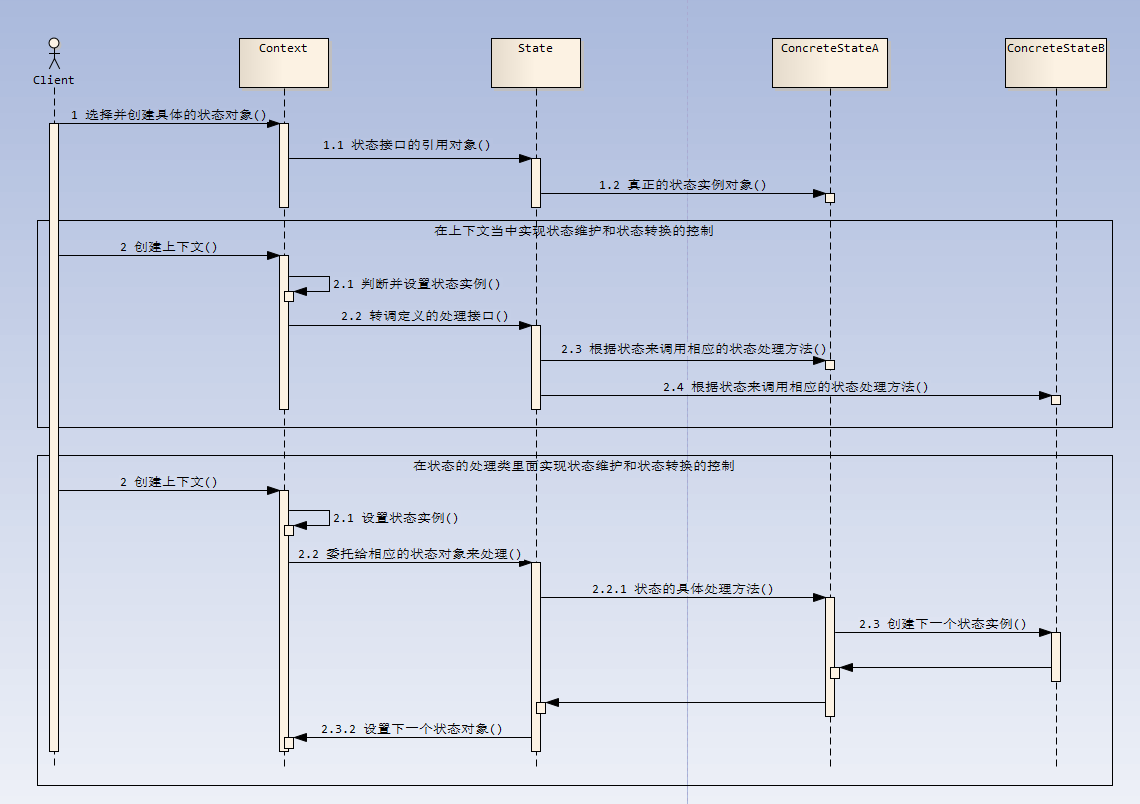 Client
Context
State
ConcreteStateA
ConcreteStateB
1 选择并创建具体的状态对象()
1.1 状态接口的引用对象()
1.2 真正的状态实例对象()
在上下文当中实现状态维护和状态转换的控制
2 创建上下文()
2.1 判断并设置状态实例()
2.2 转调定义的处理接口()
2.3 根据状态来调用相应的状态处理方法()
2.4 根据状态来调用相应的状态处理方法()
在状态的处理类里面实现状态维护和状态转换的控制
2 创建上下文()
2.1 设置状态实例()
2.2 委托给相应的状态对象来处理()
2.2.1 状态的具体处理方法()
2.3 创建下一个状态实例()
2.3.2 设置下一个状态对象()